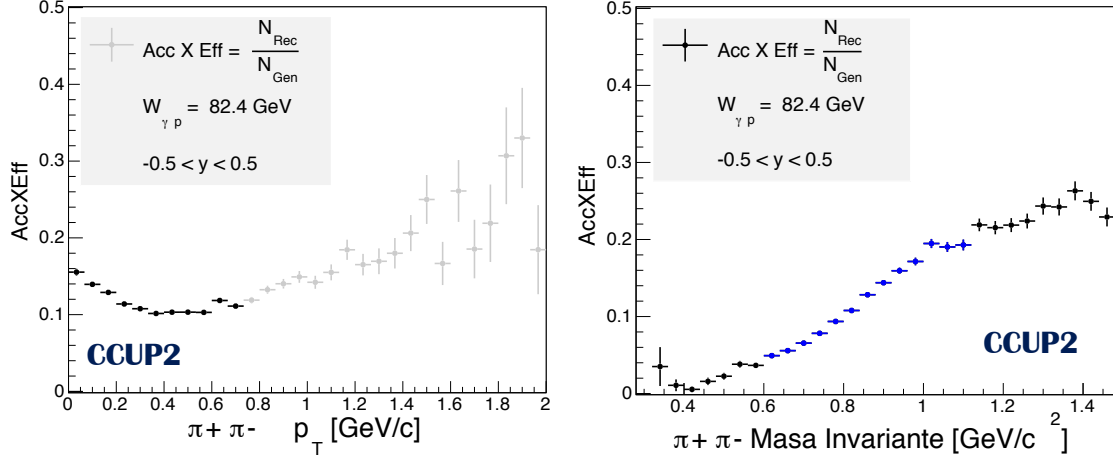 0.5
0.4
0.3
0.2
0.1
0
AccXEff
Acc X Eff = N_Rec / N_Gen
W_γ p = 82.4 GeV
-0.5 < y < 0.5
CCUP2
0 0.2 0.4 0.6 0.8 1 1.2 1.4 1.6 1.8 2
π+ π- p_T [GeV/c]
0.5
0.4
0.3
0.2
0.1
0
AccXEff
Acc X Eff = N_Rec / N_Gen
W_γ p = 82.4 GeV
-0.5 < y < 0.5
CCUP2
0.4 0.6 0.8 1 1.2 1.4
π+ π- Masa Invariante [GeV/c^2]